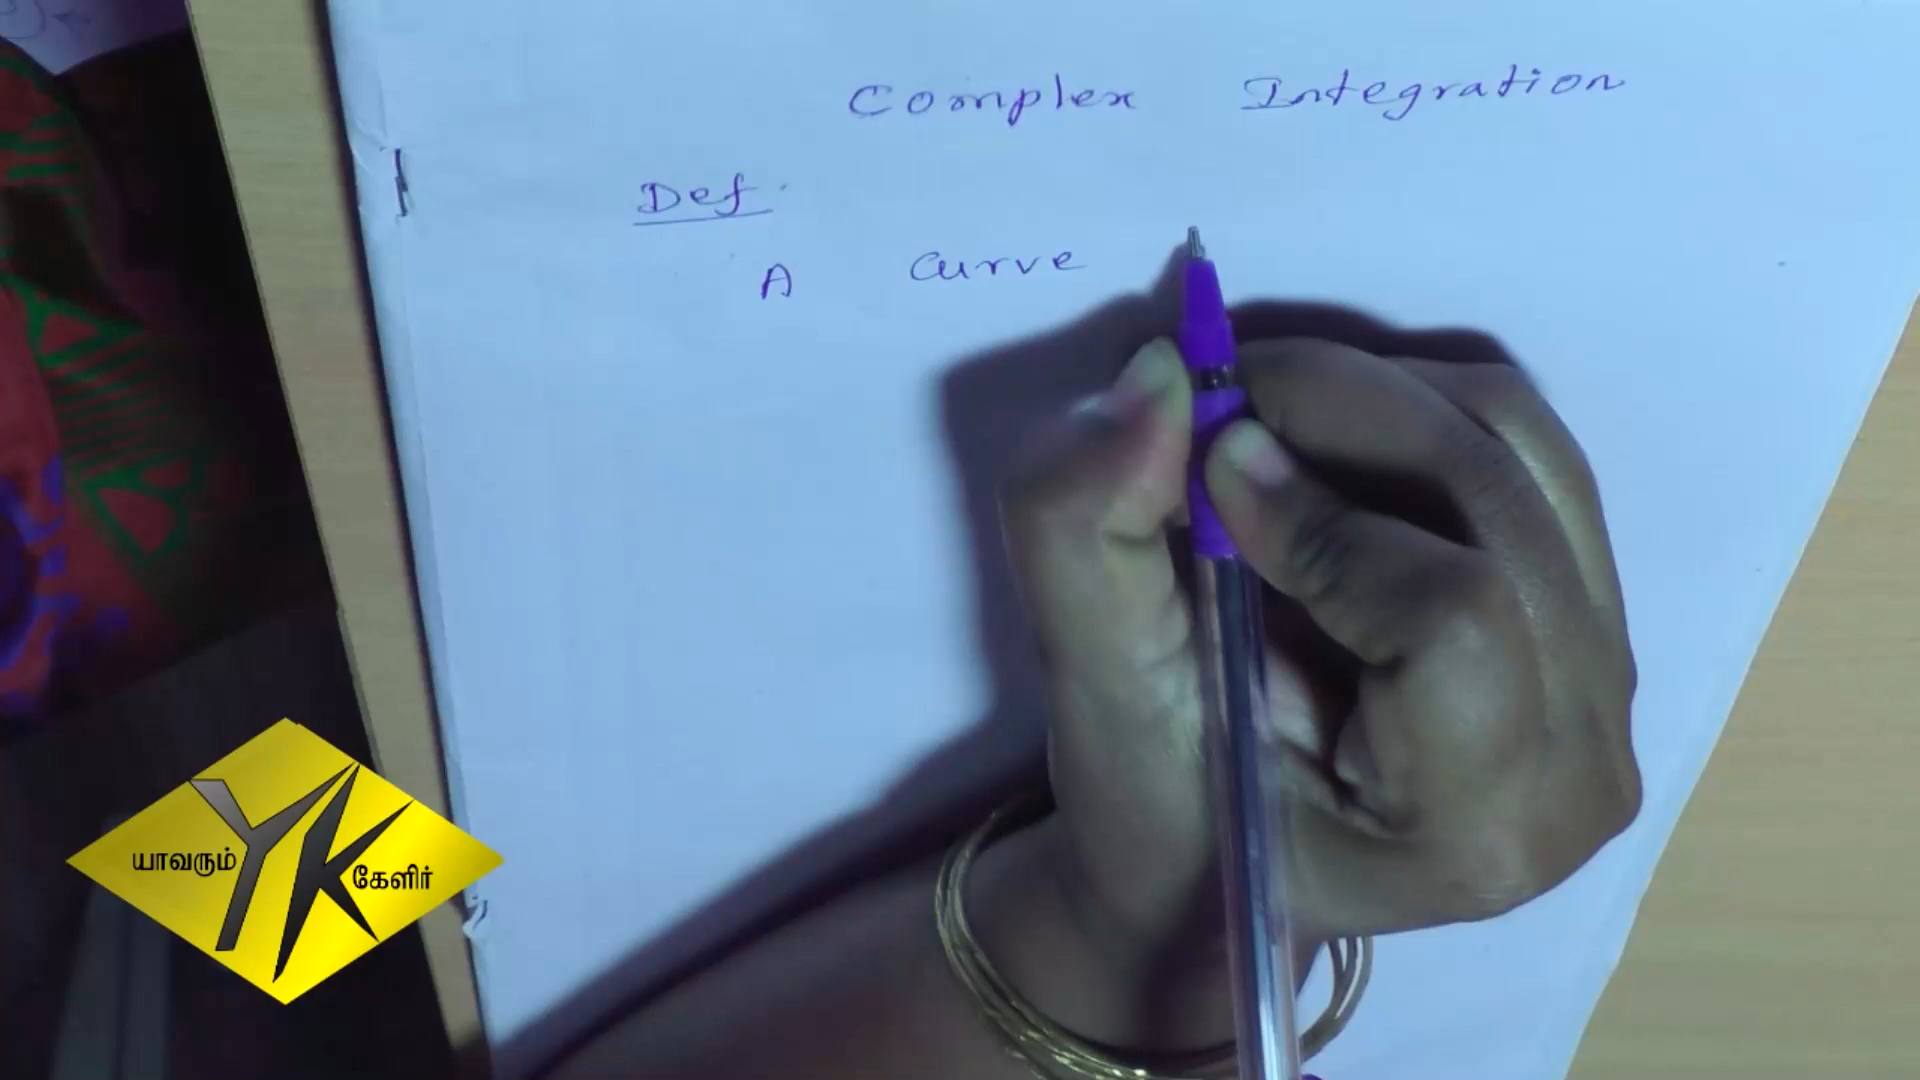 Complex Integration
Def.
A curve
யாவரும் YK கேளிர்